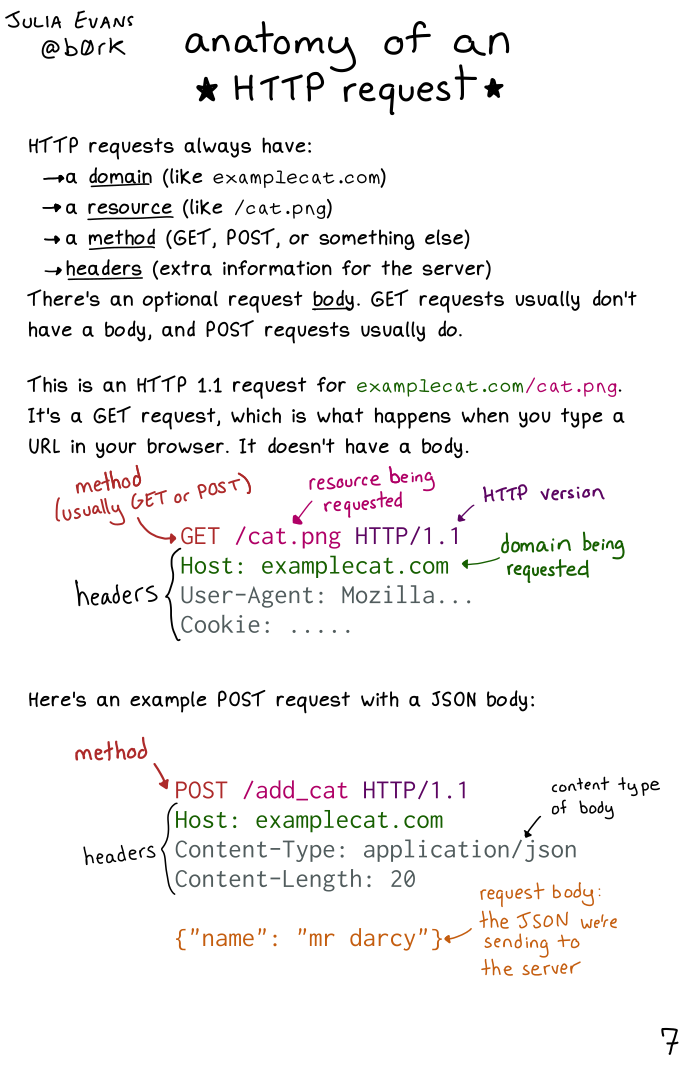 JULIA EVANS
@b0rk
anatomy of an
★ HTTP request ★
HTTP requests always have:
→ a domain (like examplecat.com)
→ a resource (like /cat.png)
→ a method (GET, POST, or something else)
→ headers (extra information for the server)
There's an optional request body. GET requests usually don't
have a body, and POST requests usually do.
This is an HTTP 1.1 request for examplecat.com/cat.png.
It's a GET request, which is what happens when you type a
URL in your browser. It doesn't have a body.
method
(usually GET or POST)
resource being
requested
HTTP version
GET /cat.png HTTP/1.1
Host: examplecat.com
domain being
requested
headers
User-Agent: Mozilla...
Cookie: .....
Here's an example POST request with a JSON body:
method
POST /add_cat HTTP/1.1
content type
of body
Host: examplecat.com
headers
Content-Type: application/json
Content-Length: 20
request body:
the JSON we're
sending to
the server
{"name": "mr darcy"}
7